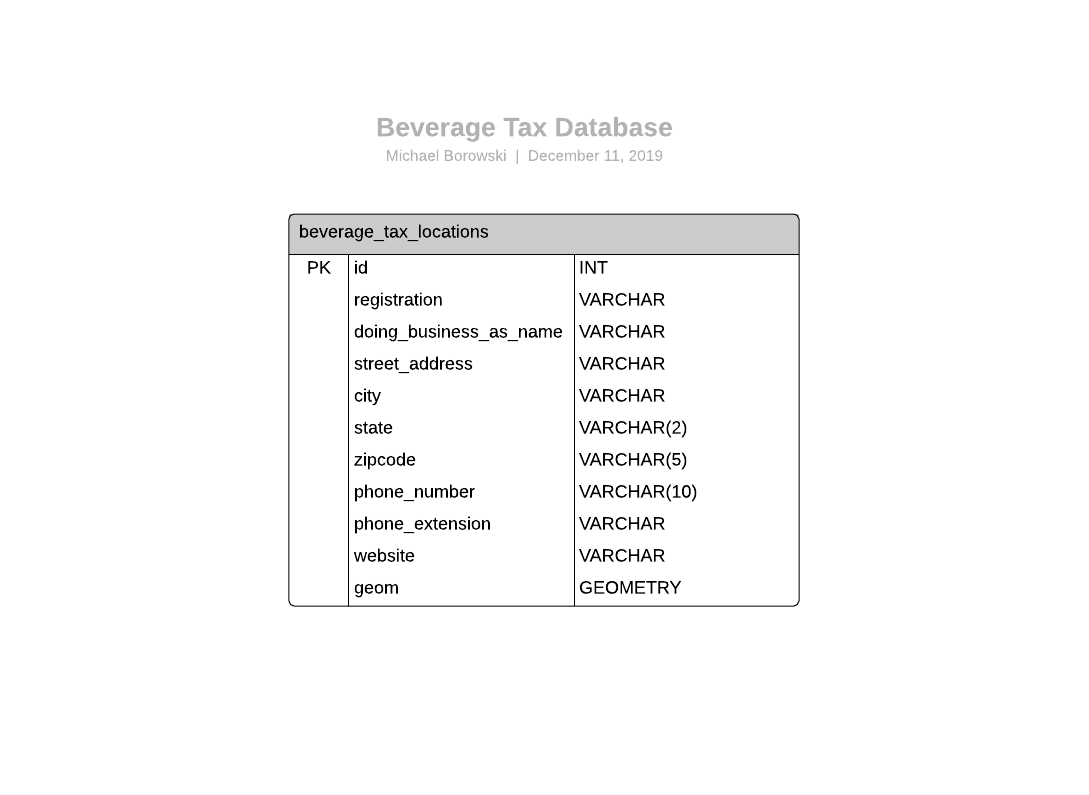 Beverage Tax Database
Michael Borowski | December 11, 2019
beverage_tax_locations
PK id INT
registration VARCHAR
doing_business_as_name VARCHAR
street_address VARCHAR
city VARCHAR
state VARCHAR(2)
zipcode VARCHAR(5)
phone_number VARCHAR(10)
phone_extension VARCHAR
website VARCHAR
geom GEOMETRY